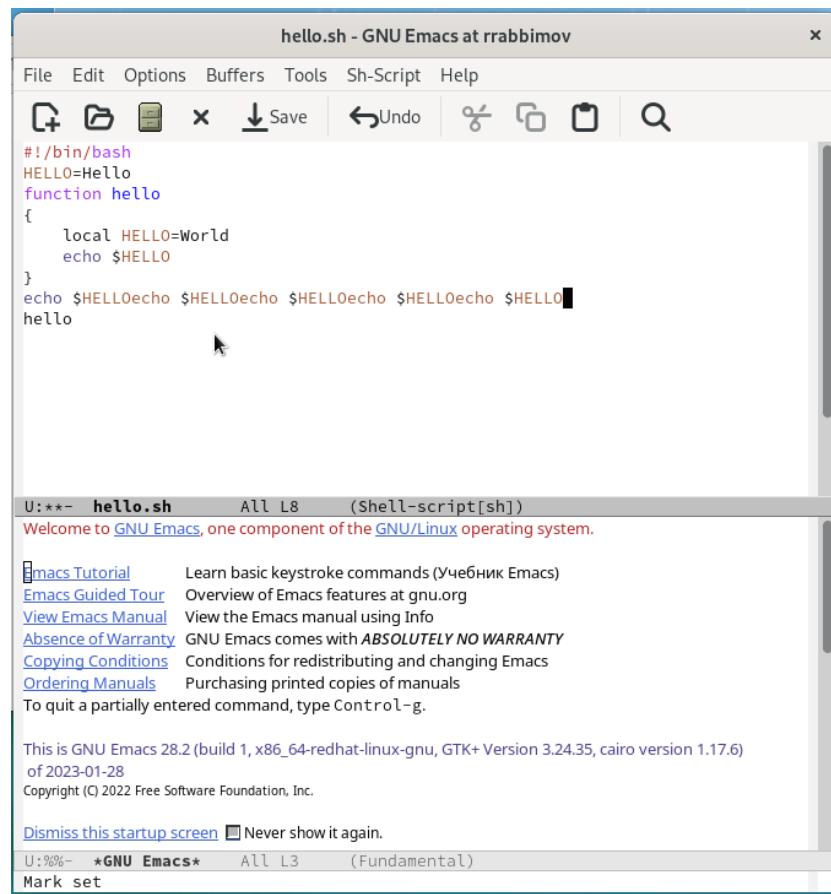 hello.sh - GNU Emacs at rrabbimov
File Edit Options Buffers Tools Sh-Script Help
Save Undo
#!/bin/bash
HELLO=Hello
function hello
{
    local HELLO=World
    echo $HELLO
}
echo $HELLOecho $HELLOecho $HELLOecho $HELLOecho $HELLO
hello
U:**-  hello.sh       All L8     (Shell-script[sh])
Welcome to GNU Emacs, one component of the GNU/Linux operating system.
Emacs Tutorial Learn basic keystroke commands (Учебник Emacs)
Emacs Guided Tour Overview of Emacs features at gnu.org
View Emacs Manual View the Emacs manual using Info
Absence of Warranty GNU Emacs comes with ABSOLUTELY NO WARRANTY
Copying Conditions Conditions for redistributing and changing Emacs
Ordering Manuals Purchasing printed copies of manuals
To quit a partially entered command, type Control-g.
This is GNU Emacs 28.2 (build 1, x86_64-redhat-linux-gnu, GTK+ Version 3.24.35, cairo version 1.17.6)
of 2023-01-28
Copyright (C) 2022 Free Software Foundation, Inc.
Dismiss this startup screen Never show it again.
U:%%-  *GNU Emacs*    All L3     (Fundamental)
Mark set